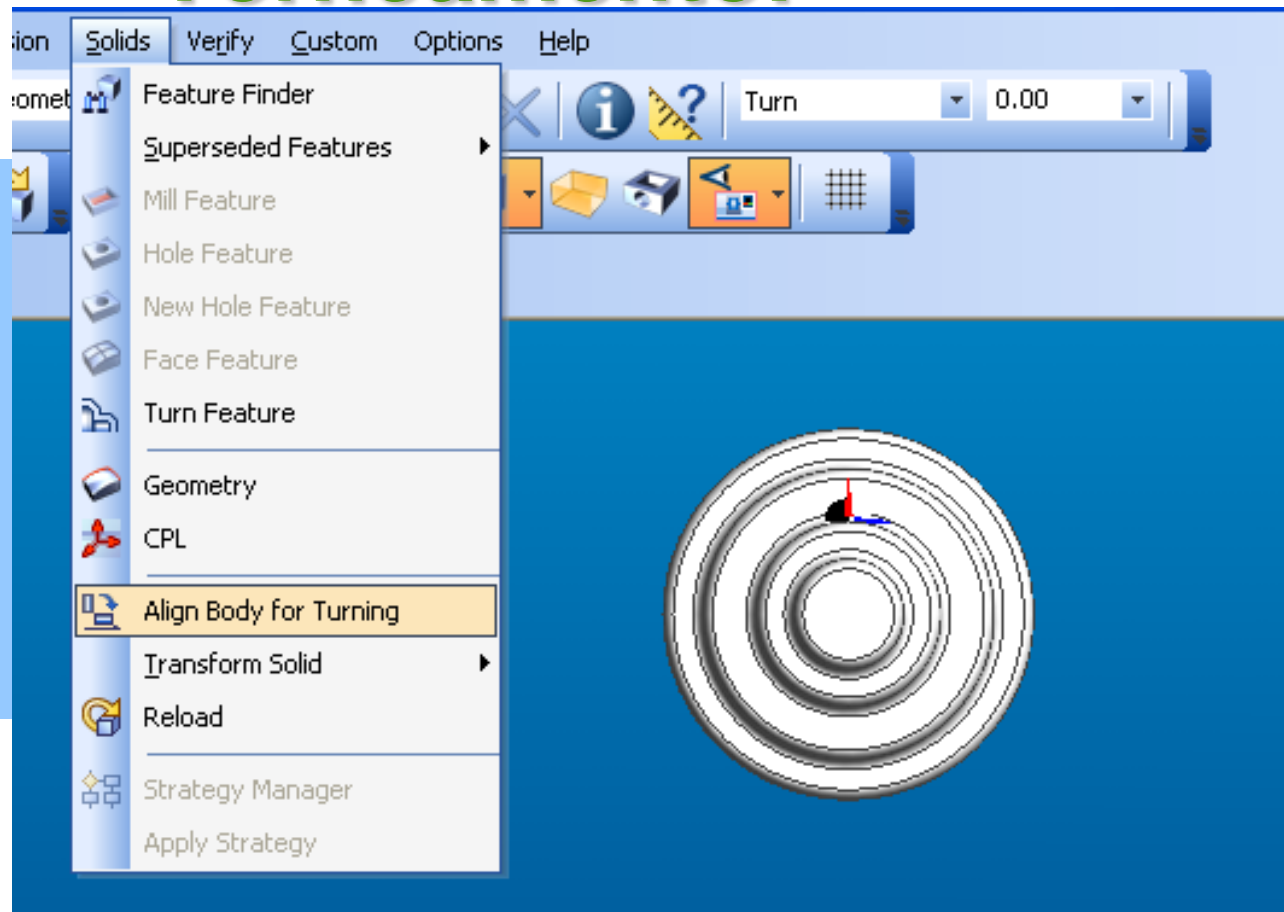 Solids Verify Custom Options Help
Turn 0.00
Feature Finder
Superseded Features
Mill Feature
Hole Feature
New Hole Feature
Face Feature
Turn Feature
Geometry
CPL
Align Body for Turning
Transform Solid
Reload
Strategy Manager
Apply Strategy